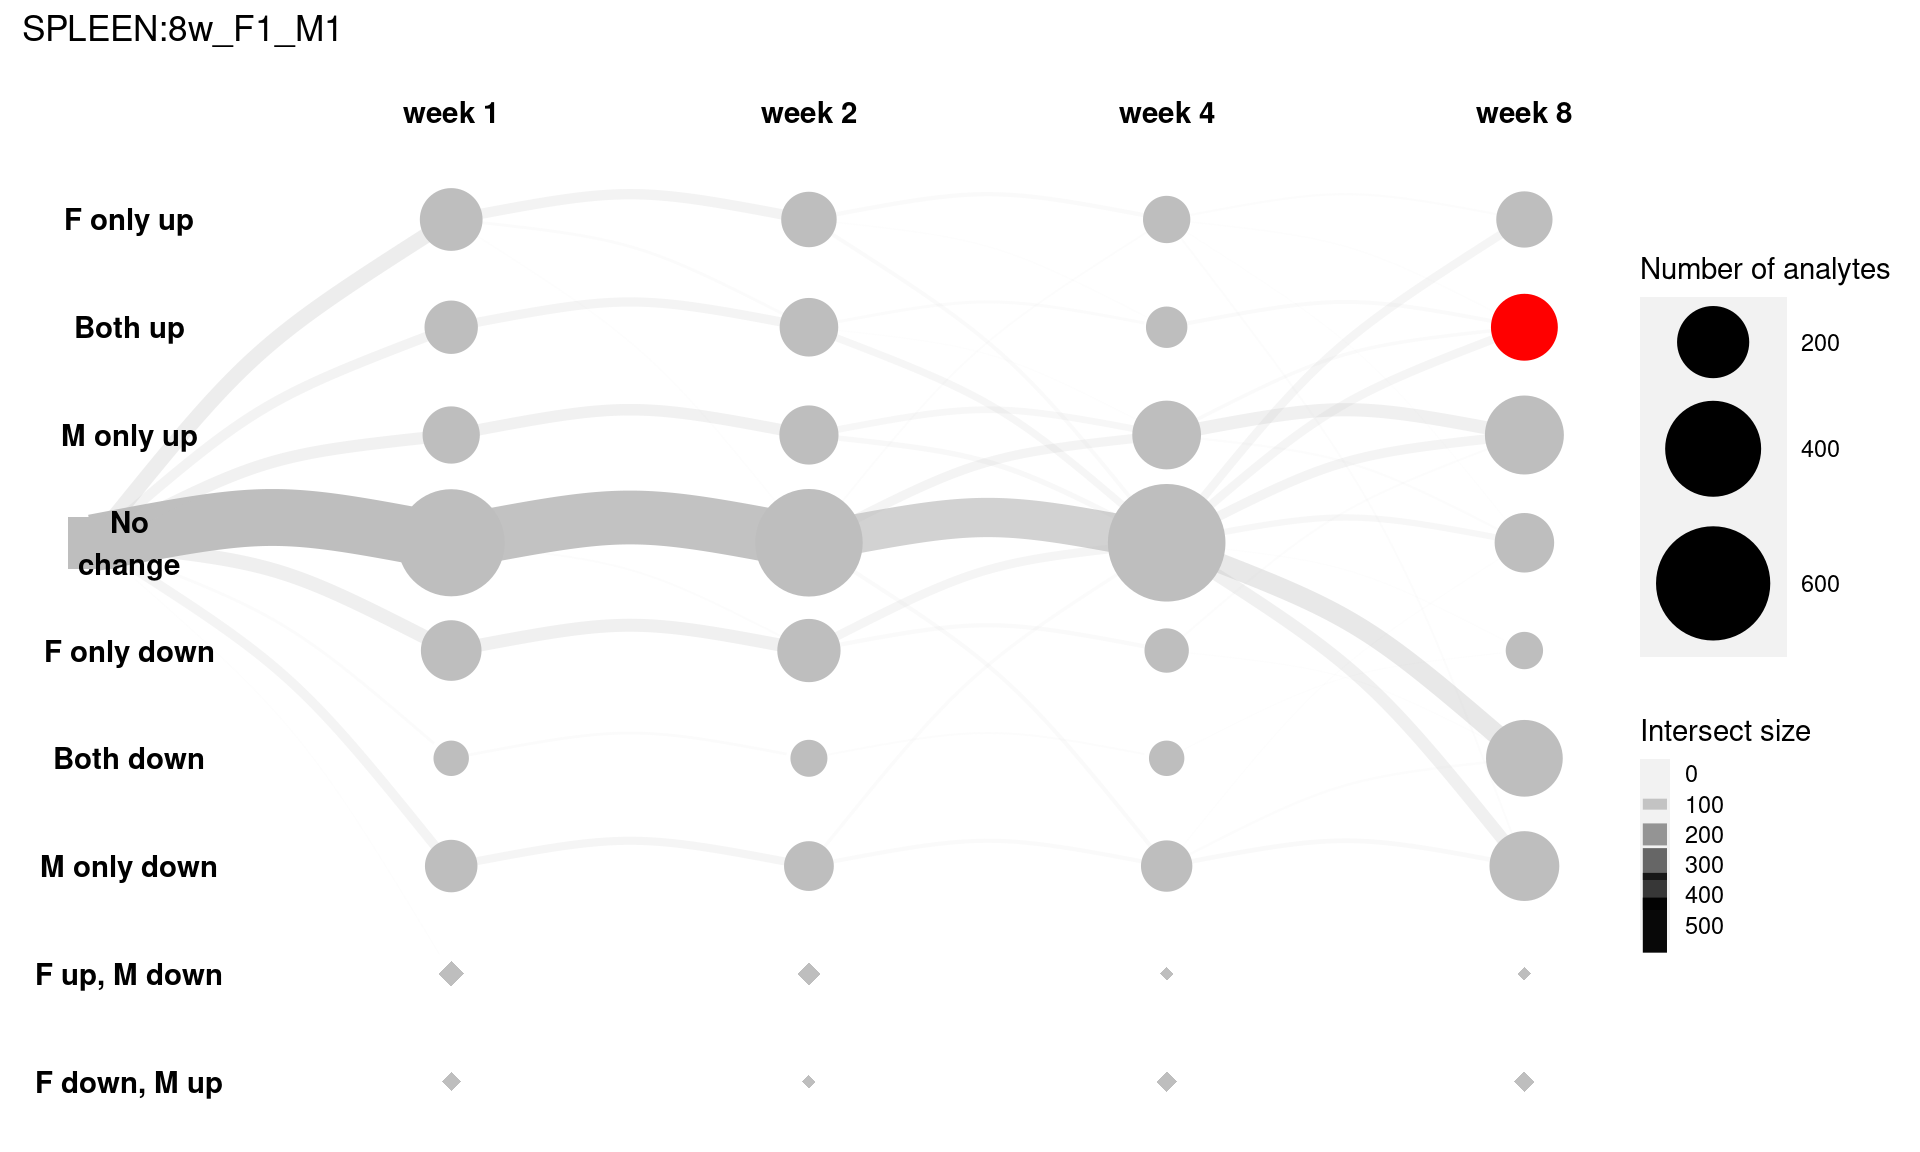 SPLEEN:8w_F1_M1
week 1
week 2
week 4
week 8
F only up
Both up
M only up
No
change
F only down
Both down
M only down
F up, M down
F down, M up
Number of analytes
200
400
600
Intersect size
0
100
200
300
400
500